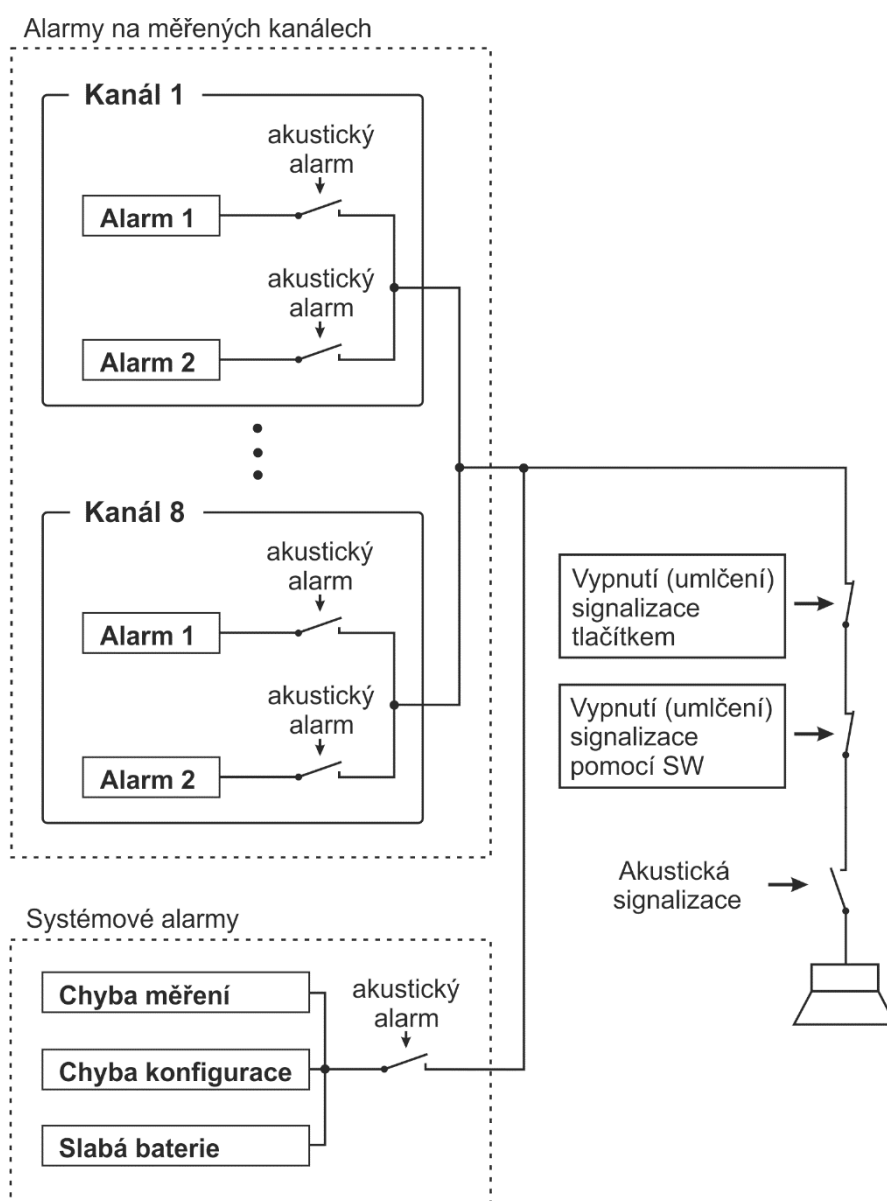 Alarmy na měřených kanálech
Kanál 1
akustický
alarm
Alarm 1
akustický
alarm
Alarm 2
Kanál 8
akustický
alarm
Alarm 1
akustický
alarm
Alarm 2
Vypnutí (umlčení)
signalizace
tlačítkem
Vypnutí (umlčení)
signalizace
pomocí SW
Akustická
signalizace
Systémové alarmy
Chyba měření
akustický
alarm
Chyba konfigurace
Slabá baterie